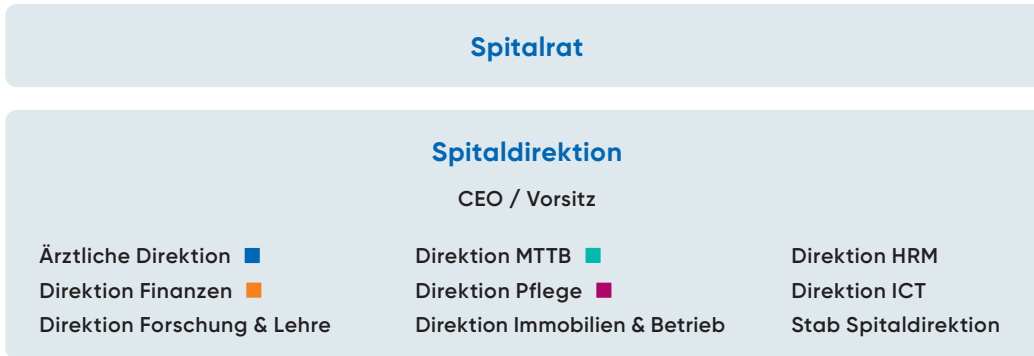 Spitalrat
Spitaldirektion
CEO / Vorsitz
Ärztliche Direktion
Direktion MTTB
Direktion HRM
Direktion Finanzen
Direktion Pflege
Direktion ICT
Direktion Forschung & Lehre
Direktion Immobilien & Betrieb
Stab Spitaldirektion